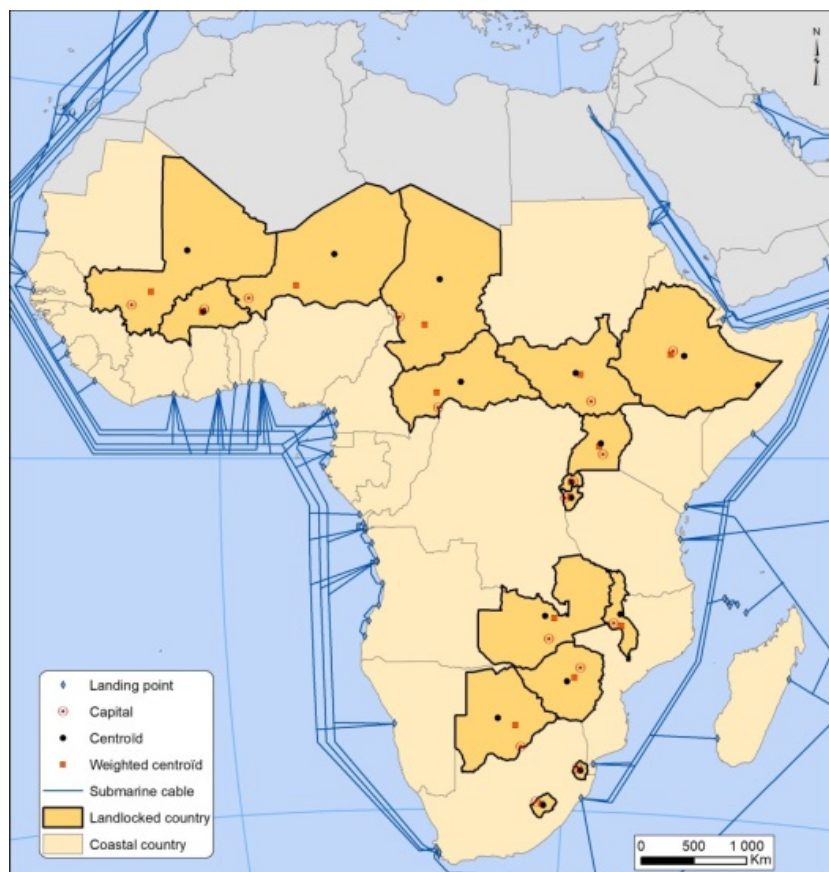 N
Landing point
Capital
Centroïd
Weighted centroïd
Submarine cable
Landlocked country
Coastal country
0 500 1 000
Km